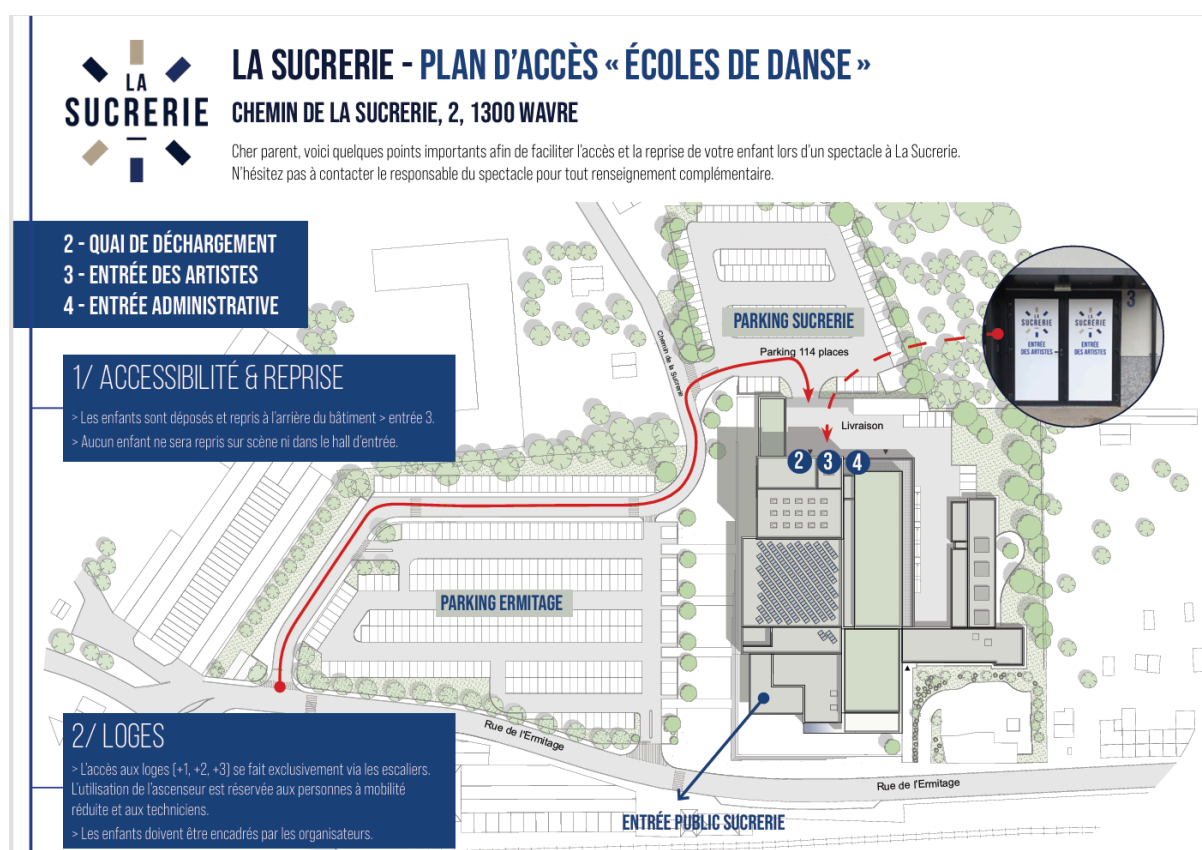 LA
SUCRERIE
LA SUCRERIE - PLAN D'ACCÈS « ÉCOLES DE DANSE »
CHEMIN DE LA SUCRERIE, 2, 1300 WAVRE
Cher parent, voici quelques points importants afin de faciliter l'accès et la reprise de votre enfant lors d'un spectacle à La Sucrerie.
N'hésitez pas à contacter le responsable du spectacle pour tout renseignement complémentaire.
2 - QUAI DE DÉCHARGEMENT
3 - ENTRÉE DES ARTISTES
4 - ENTRÉE ADMINISTRATIVE
1/ ACCESSIBILITÉ & REPRISE
> Les enfants sont déposés et repris à l'arrière du bâtiment > entrée 3.
> Aucun enfant ne sera repris sur scène ni dans le hall d'entrée.
Chemin de la Sucrerie
PARKING SUCRERIE
Parking 114 places
3
LA
SUCRERIE
ENTRÉE
DES ARTISTES
LA
SUCRERIE
ENTRÉE
DES ARTISTES
Livraison
2 3 4
PARKING ERMITAGE
2/ LOGES
> L'accès aux loges (+1, +2, +3) se fait exclusivement via les escaliers.
L'utilisation de l'ascenseur est réservée aux personnes à mobilité
réduite et aux techniciens.
> Les enfants doivent être encadrés par les organisateurs.
Rue de l'Ermitage
Rue de l'Ermitage
ENTRÉE PUBLIC SUCRERIE